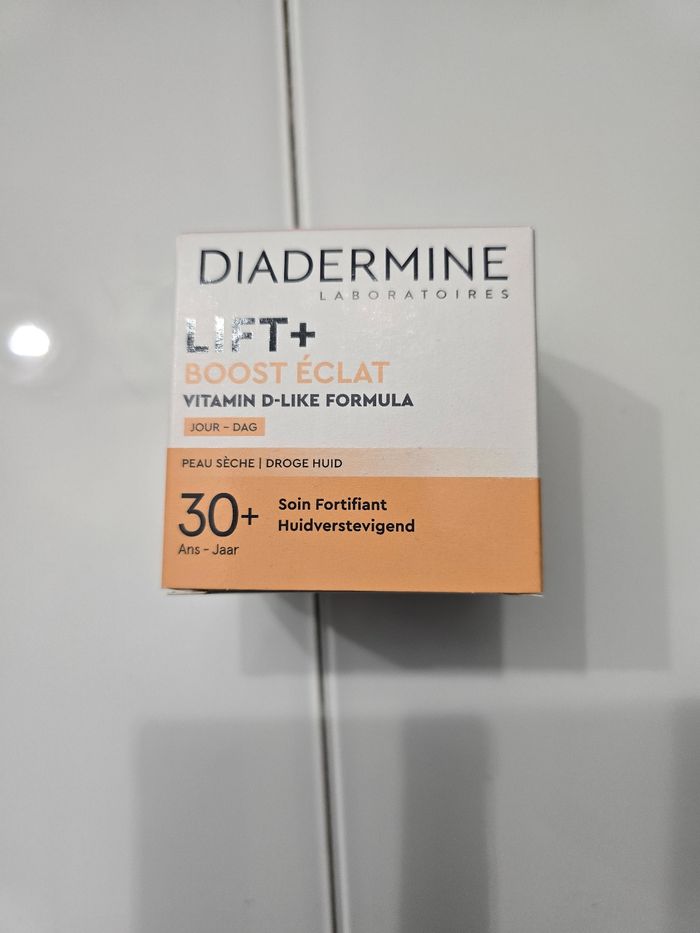 DIADERMINE
LABORATOIRES
LIFT+
BOOST ÉCLAT
VITAMIN D-LIKE FORMULA
JOUR - DAG
PEAU SÈCHE | DROGE HUID
30+
Ans - Jaar
Soin Fortifiant
Huidverstevigend